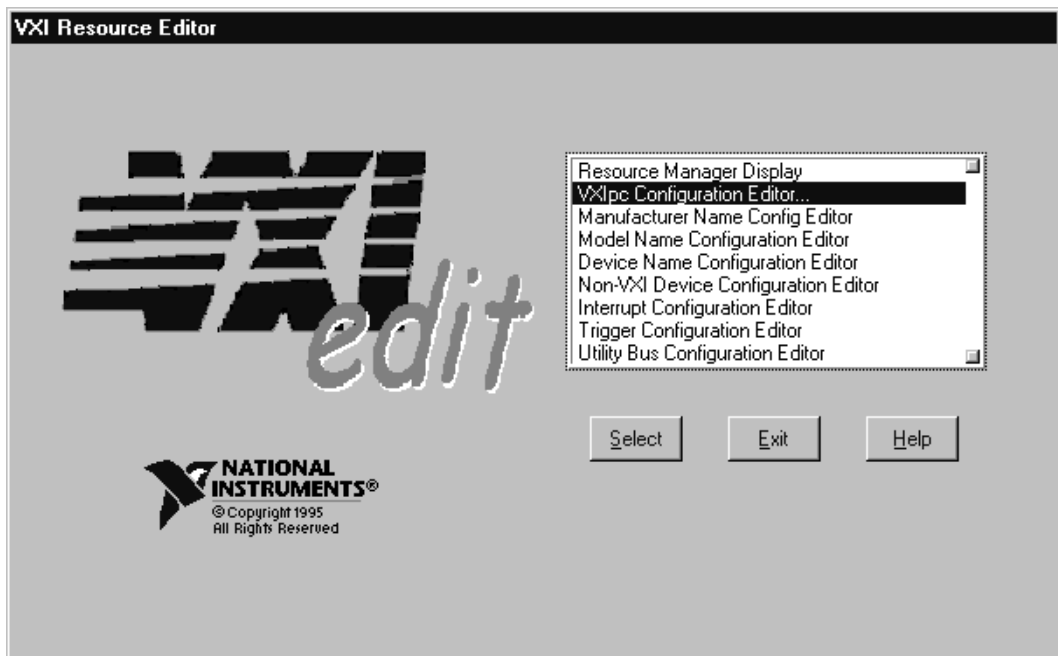 VXI Resource Editor
VXI
edit
Resource Manager Display
VXIpc Configuration Editor...
Manufacturer Name Config Editor
Model Name Configuration Editor
Device Name Configuration Editor
Non-VXI Device Configuration Editor
Interrupt Configuration Editor
Trigger Configuration Editor
Utility Bus Configuration Editor
Select Exit Help
NATIONAL
INSTRUMENTS®
© Copyright 1995
All Rights Reserved